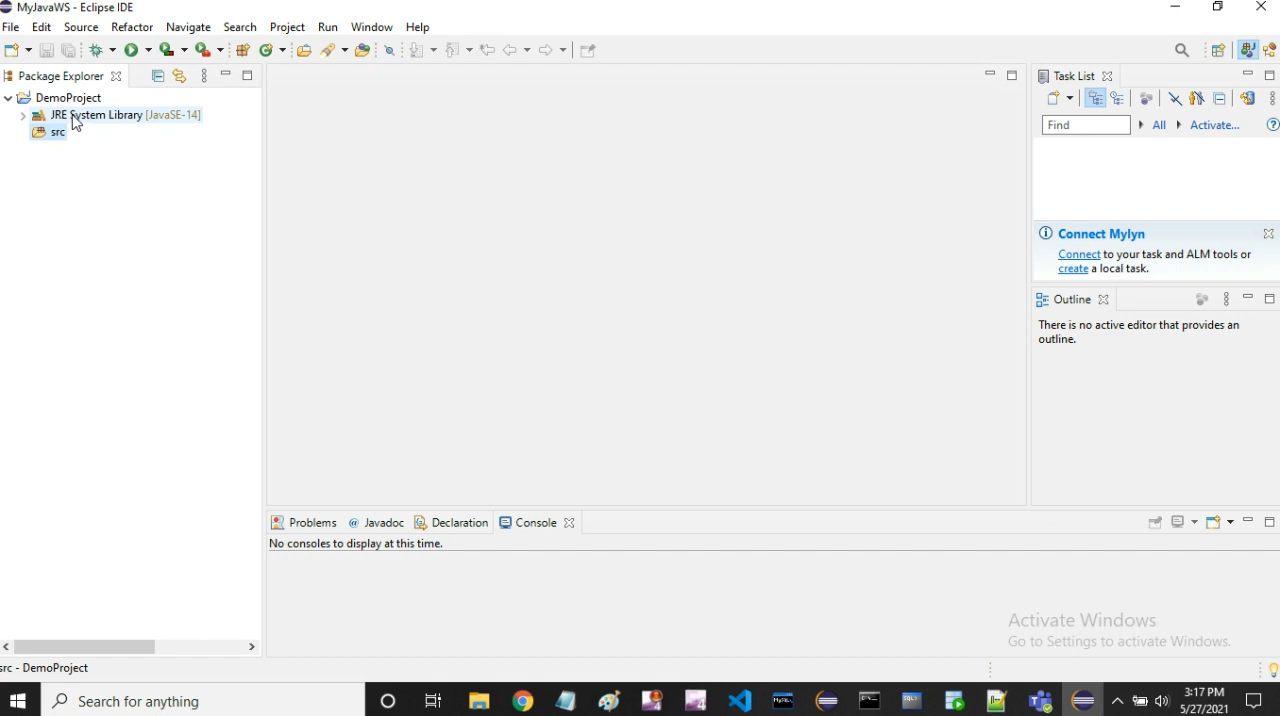 MyJavaWS - Eclipse IDE
File Edit Source Refactor Navigate Search Project Run Window Help
Package Explorer
DemoProject
JRE System Library [JavaSE-14]
src
Task List
Find All Activate...
Connect Mylyn
Connect to your task and ALM tools or
create a local task.
Outline
There is no active editor that provides an
outline.
Problems @ Javadoc Declaration Console
No consoles to display at this time.
Activate Windows
Go to Settings to activate Windows.
src - DemoProject
Search for anything
3:17 PM
5/27/2021